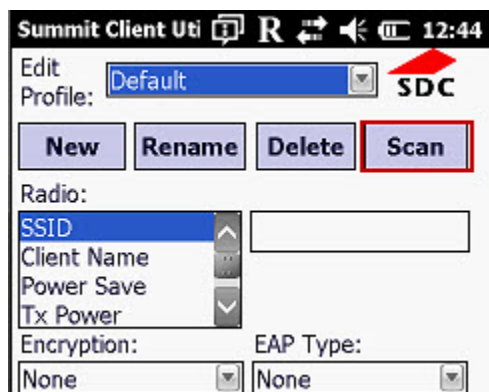 Summit Client Uti R 12:44
Edit
Profile:
Default
SDC
New Rename Delete Scan
Radio:
SSID
Client Name
Power Save
Tx Power
Encryption: EAP Type:
None None